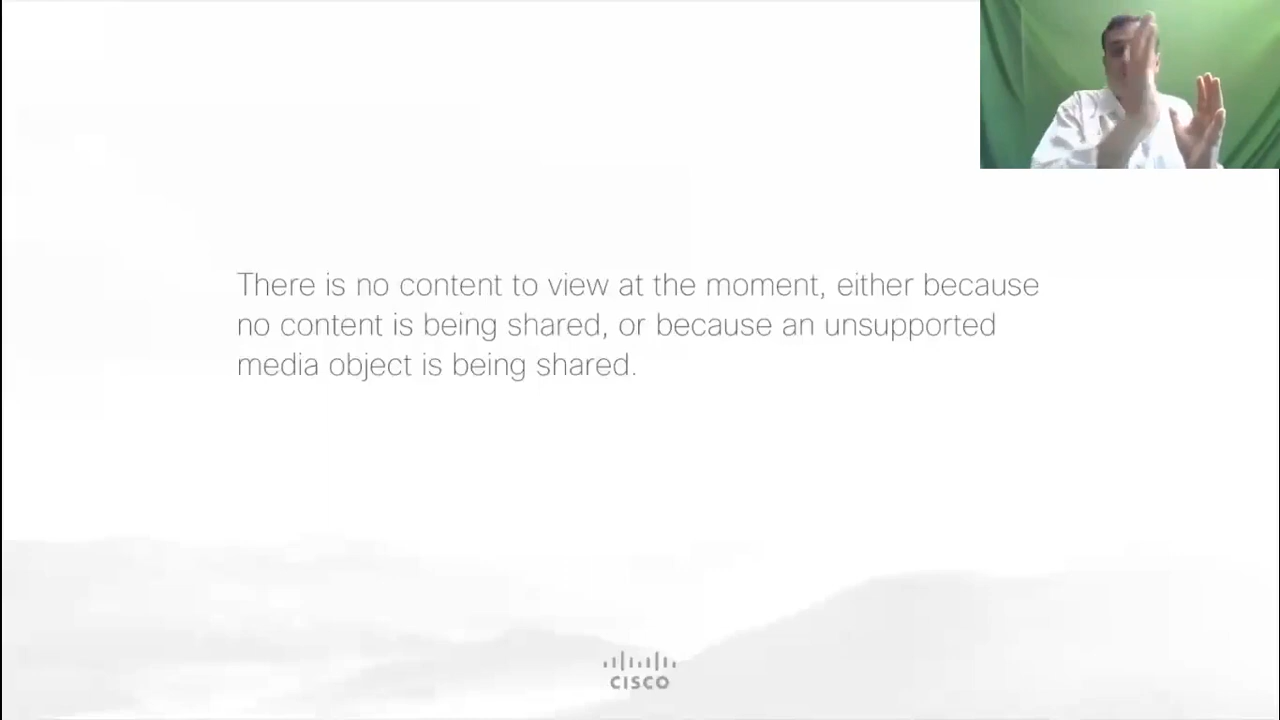 There is no content to view at the moment, either because
no content is being shared, or because an unsupported
media object is being shared.
CISCO